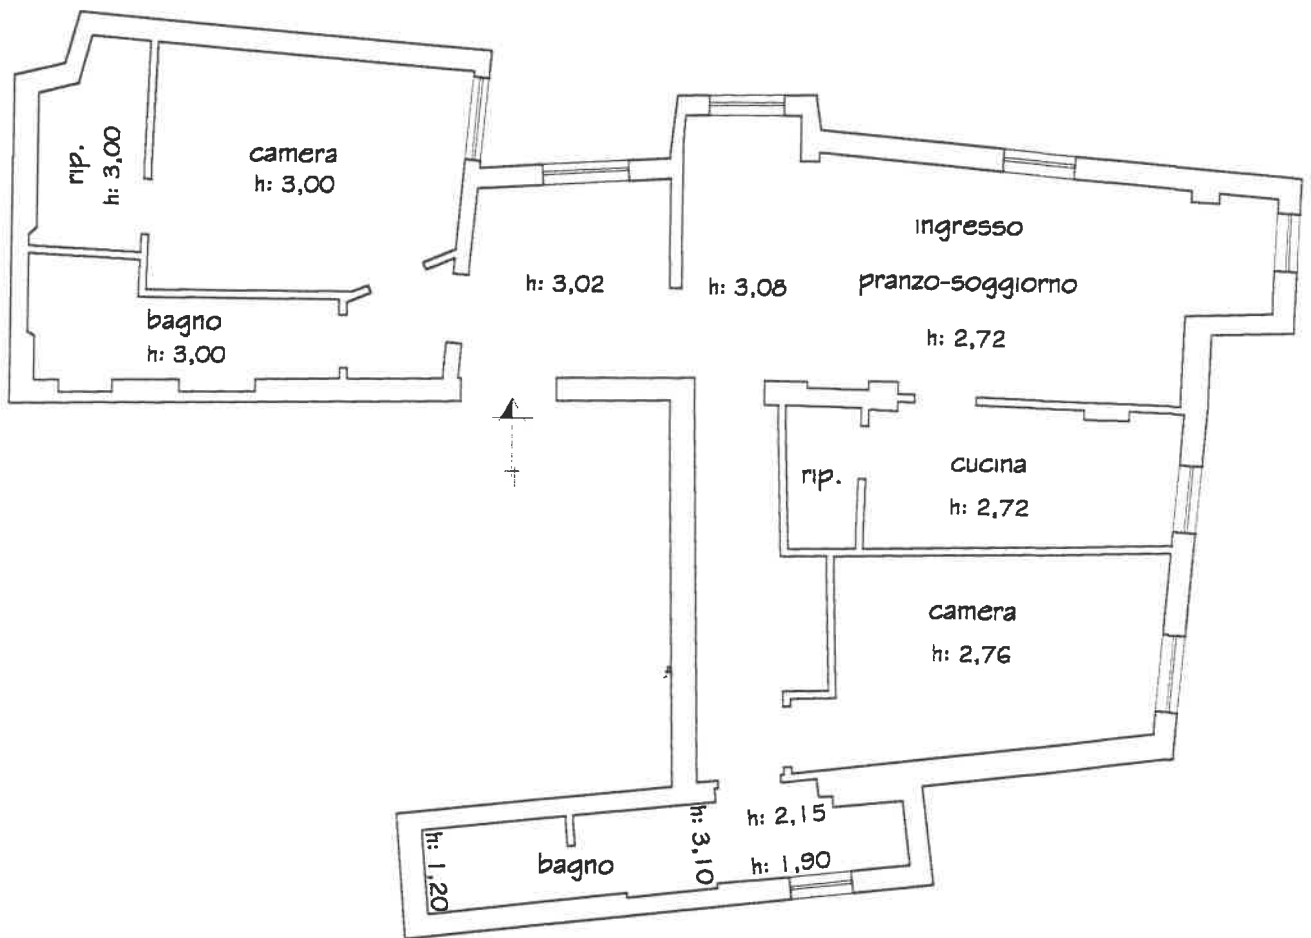 rip.
h: 3,00
camera
h: 3,00
bagno
h: 3,00
h: 3,02
h: 3,08
ingresso
pranzo-soggiorno
h: 2,72
rip.
cucina
h: 2,72
camera
h: 2,76
h: 1,20
bagno
h: 3,10
h: 2,15
h: 1,90